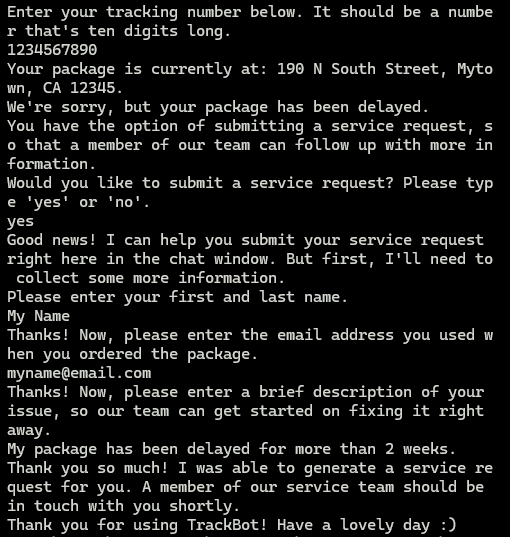 Enter your tracking number below. It should be a numbe
r that's ten digits long.
1234567890
Your package is currently at: 190 N South Street, Myto
wn, CA 12345.
We're sorry, but your package has been delayed.
You have the option of submitting a service request, s
o that a member of our team can follow up with more in
formation.
Would you like to submit a service request? Please typ
e 'yes' or 'no'.
yes
Good news! I can help you submit your service request
right here in the chat window. But first, I'll need to
 collect some more information.
Please enter your first and last name.
My Name
Thanks! Now, please enter the email address you used w
hen you ordered the package.
myname@email.com
Thanks! Now, please enter a brief description of your
issue, so our team can get started on fixing it right
away.
My package has been delayed for more than 2 weeks.
Thank you so much! I was able to generate a service re
quest for you. A member of our service team should be
in touch with you shortly.
Thank you for using TrackBot! Have a lovely day :)